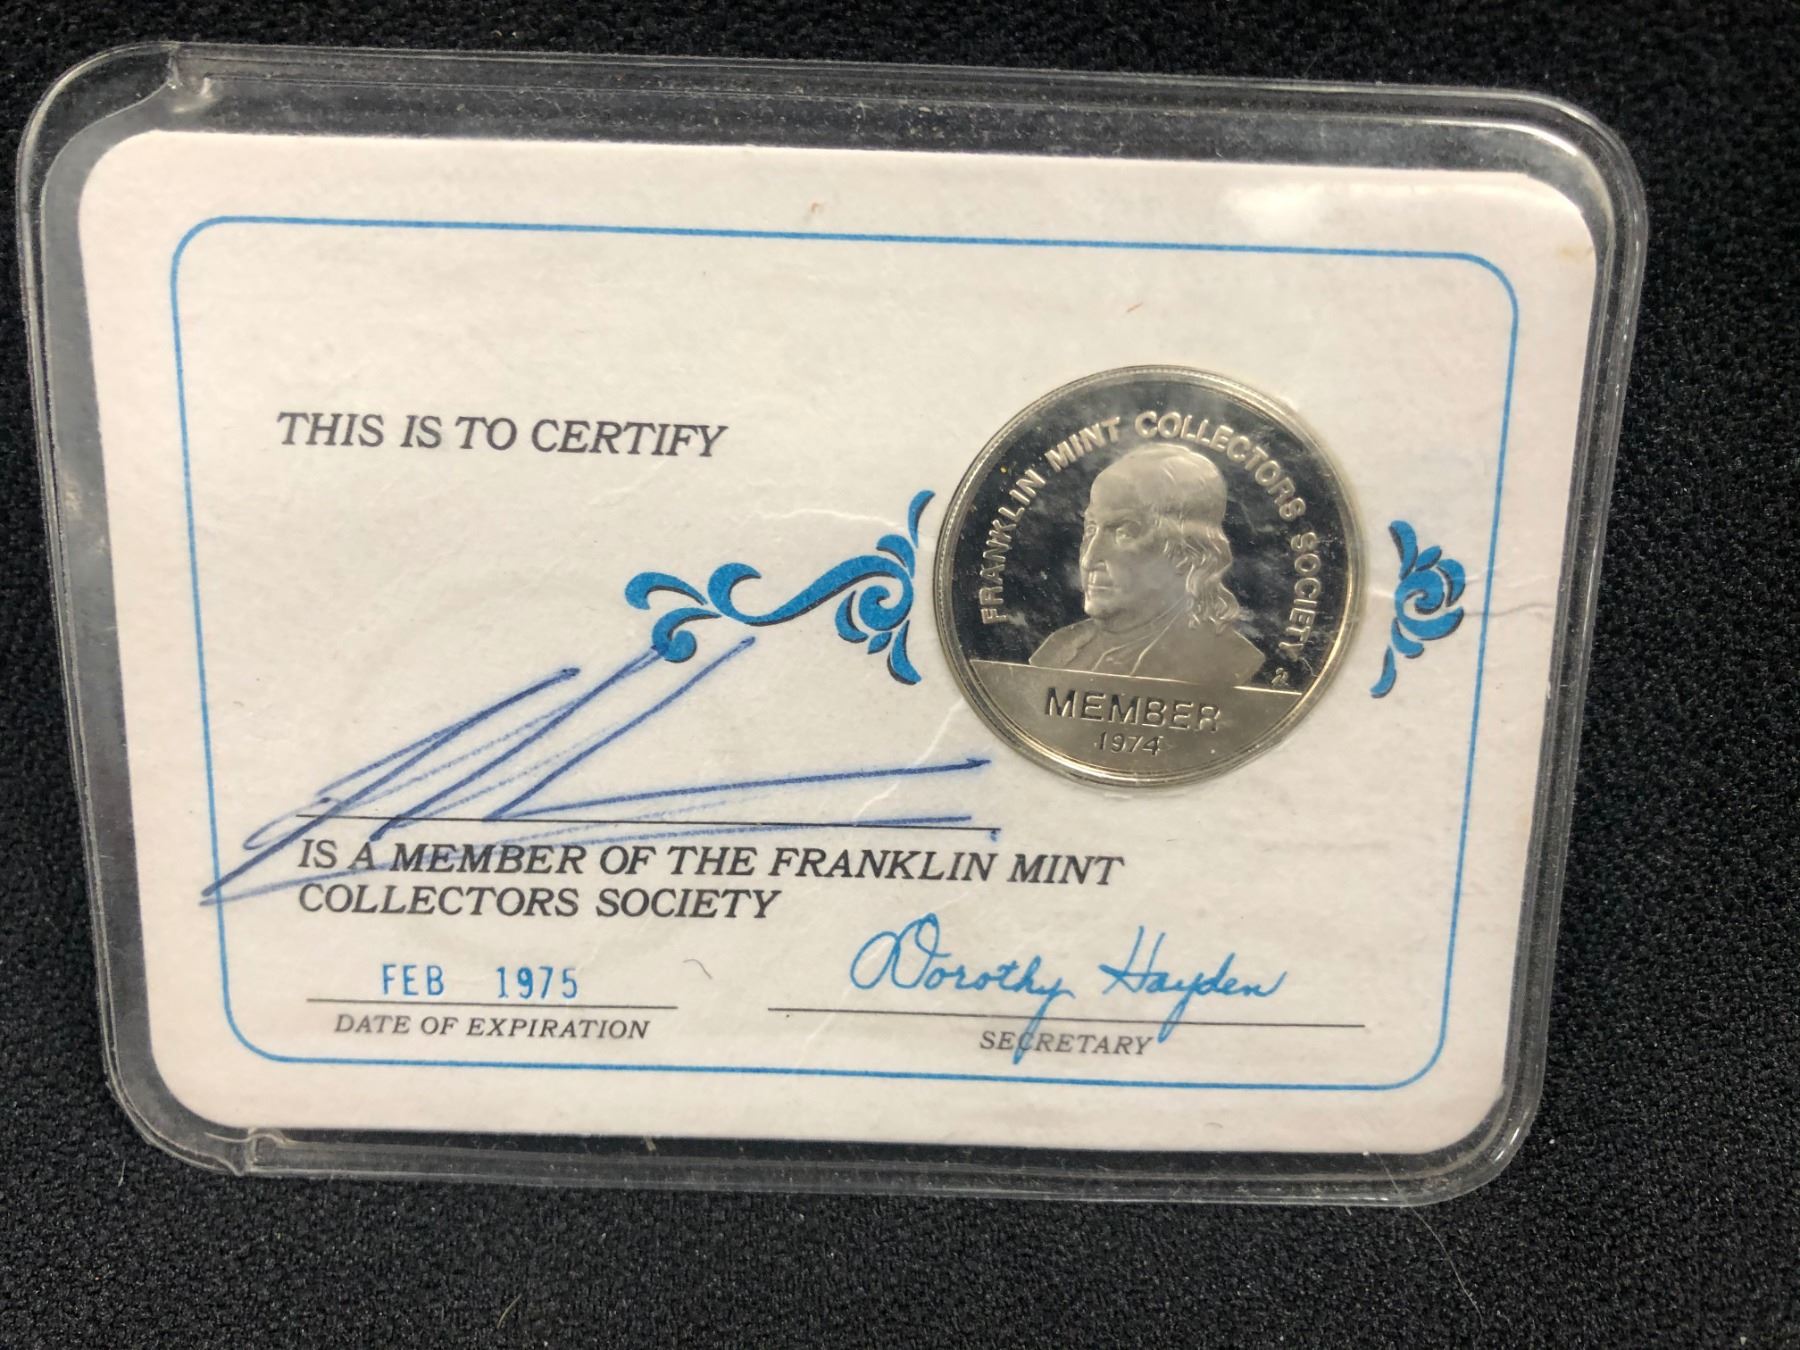 THIS IS TO CERTIFY
FRANKLIN MINT COLLECTORS SOCIETY
MEMBER
1974
IS A MEMBER OF THE FRANKLIN MINT
COLLECTORS SOCIETY
FEB 1975
DATE OF EXPIRATION
Dorothy Hayden
SECRETARY